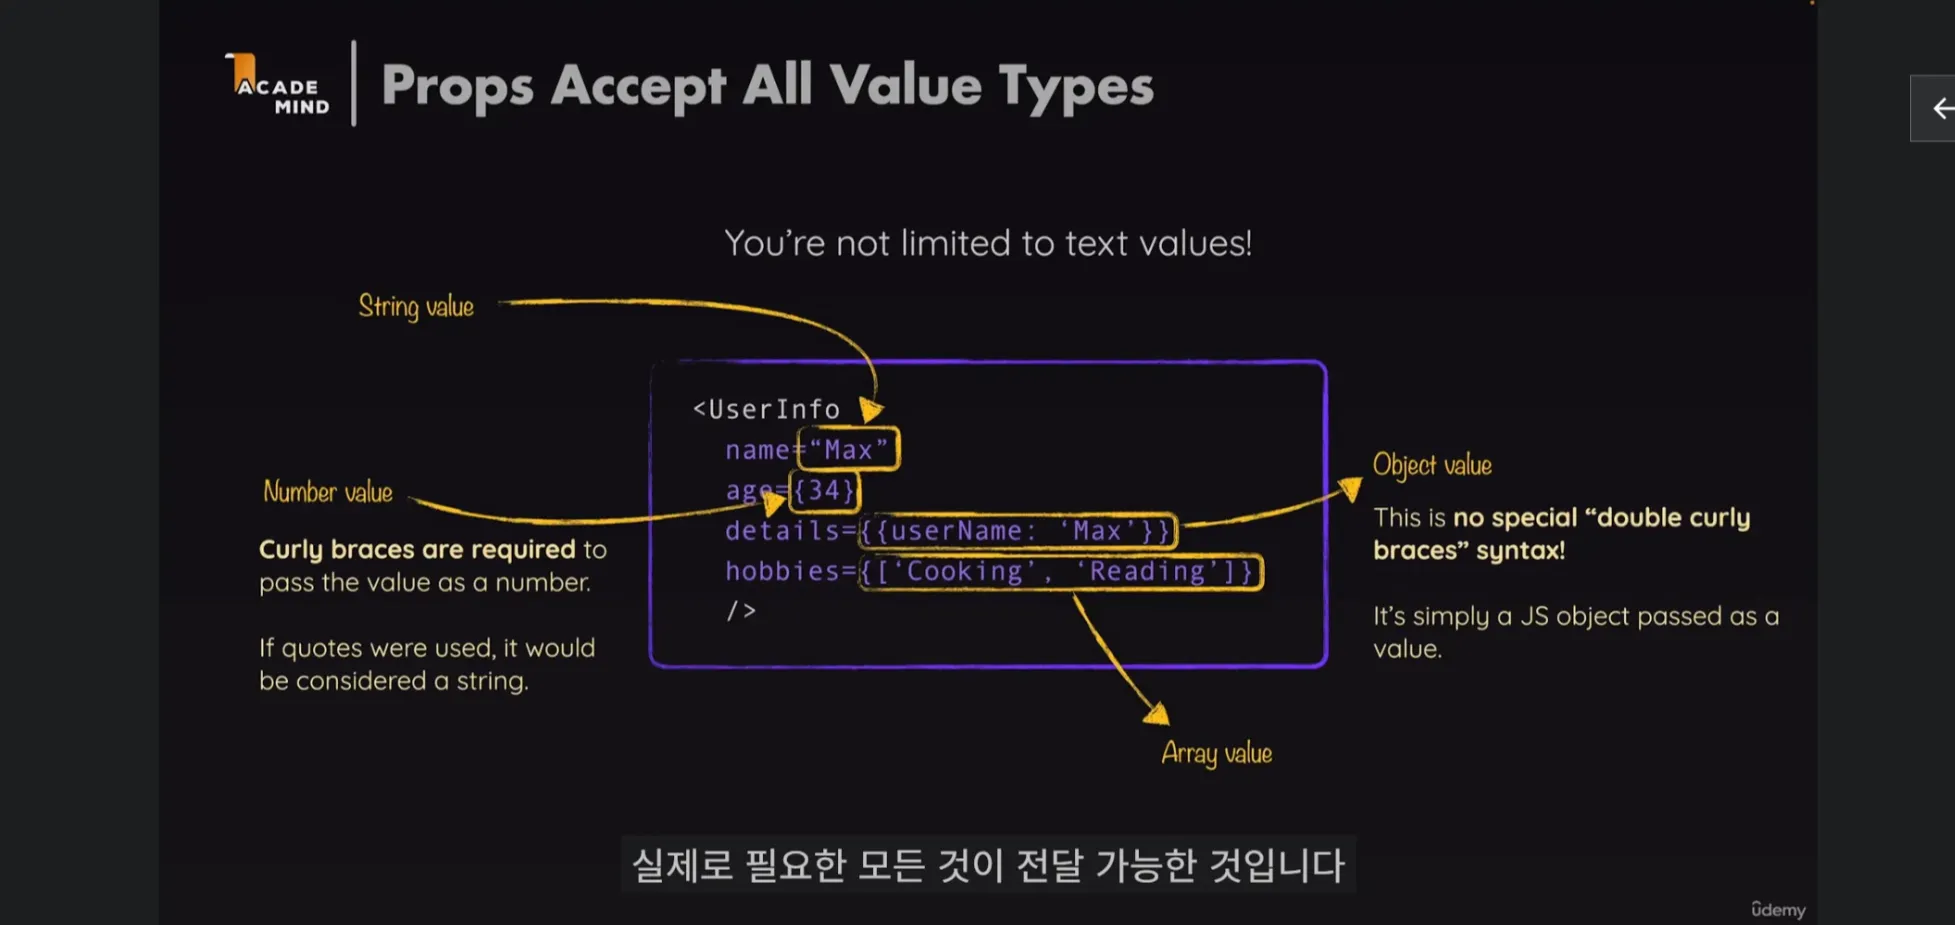 ACADE
MIND
Props Accept All Value Types
You're not limited to text values!
String value
<UserInfo
name=“Max”
age={34}
details={{userName: ‘Max’}}
hobbies={[‘Cooking’, ‘Reading’]}
/>
Number value
Curly braces are required to
pass the value as a number.
If quotes were used, it would
be considered a string.
Object value
This is no special “double curly
braces” syntax!
It's simply a JS object passed as a
value.
Array value
실제로 필요한 모든 것이 전달 가능한 것입니다
ûdemy